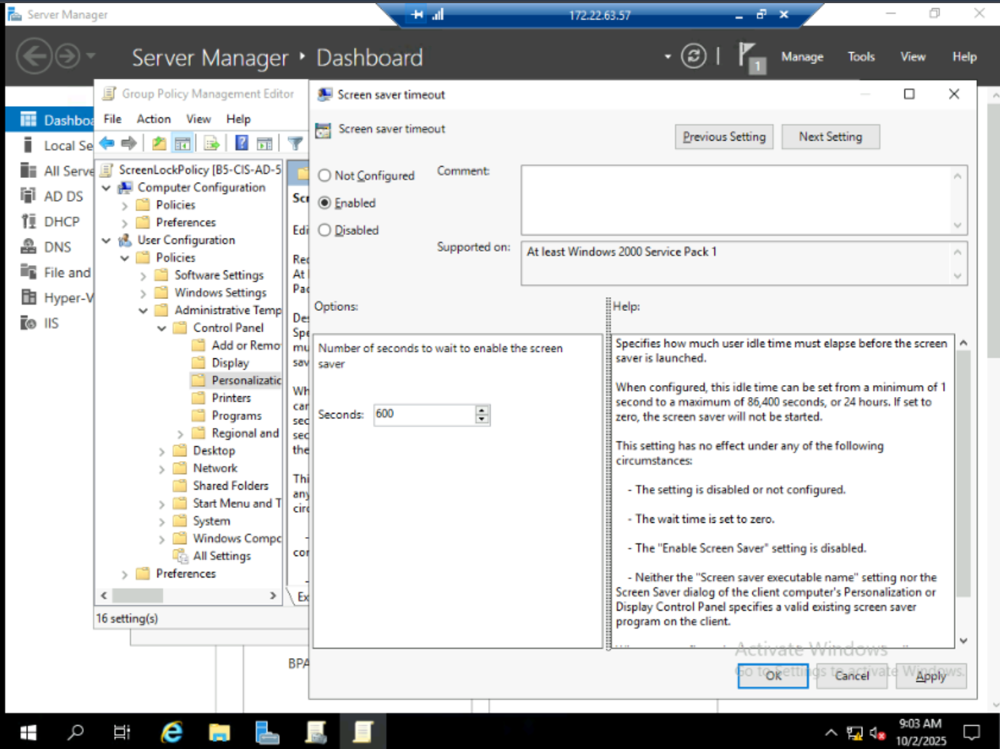 Server Manager
172.22.63.57
Server Manager • Dashboard
1
Manage Tools View Help
Dashboa
Local Se
All Serve
AD DS
DHCP
DNS
File and
Hyper-V
IIS
Group Policy Management Editor
File Action View Help
ScreenLockPolicy [B5-CIS-AD-5
Computer Configuration
Policies
Preferences
User Configuration
Policies
Software Settings
Windows Settings
Administrative Temp
Control Panel
Add or Remo
Display
Personalizatic
Printers
Programs
Regional and
Desktop
Network
Shared Folders
Start Menu and T
System
Windows Compc
All Settings
Preferences
16 setting(s)
Scr
Edi
Rec
At l
Pac
Des
Spe
mu
sav
Wh
can
sec
sec
the
Thi
any
circ
-
cor
Ex
BPA
Screen saver timeout
Screen saver timeout
Previous Setting Next Setting
Not Configured
Enabled
Disabled
Comment:
Supported on:
At least Windows 2000 Service Pack 1
Options:
Number of seconds to wait to enable the screen
saver
Seconds: 600
Help:
Specifies how much user idle time must elapse before the screen
saver is launched.
When configured, this idle time can be set from a minimum of 1
second to a maximum of 86,400 seconds, or 24 hours. If set to
zero, the screen saver will not be started.
This setting has no effect under any of the following
circumstances:
- The setting is disabled or not configured.
- The wait time is set to zero.
- The "Enable Screen Saver" setting is disabled.
- Neither the "Screen saver executable name" setting nor the
Screen Saver dialog of the client computer's Personalization or
Display Control Panel specifies a valid existing screen saver
program on the client.
Activate Windows
Go to Settings to activate Windows.
OK Cancel Apply
9:03 AM
10/2/2025